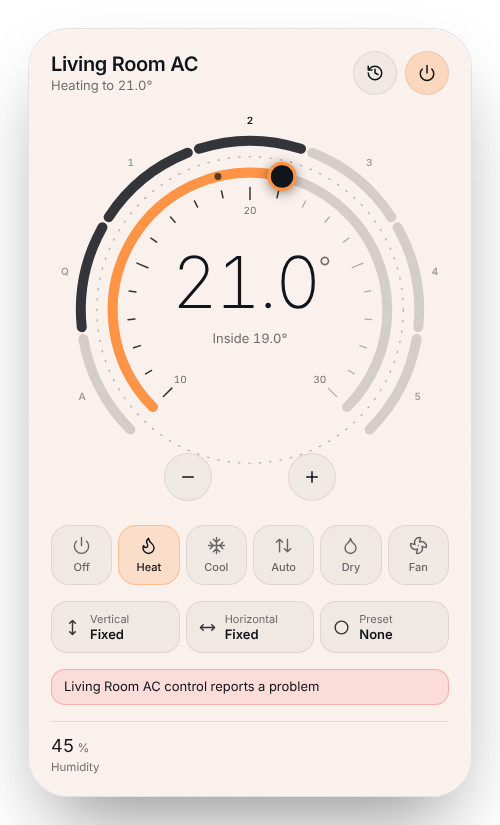 Living Room AC
Heating to 21.0°
2
1
3
Q
4
A
5
20
10
30
21.0°
Inside 19.0°
Off
Heat
Cool
Auto
Dry
Fan
Vertical
Fixed
Horizontal
Fixed
Preset
None
Living Room AC control reports a problem
45 %
Humidity